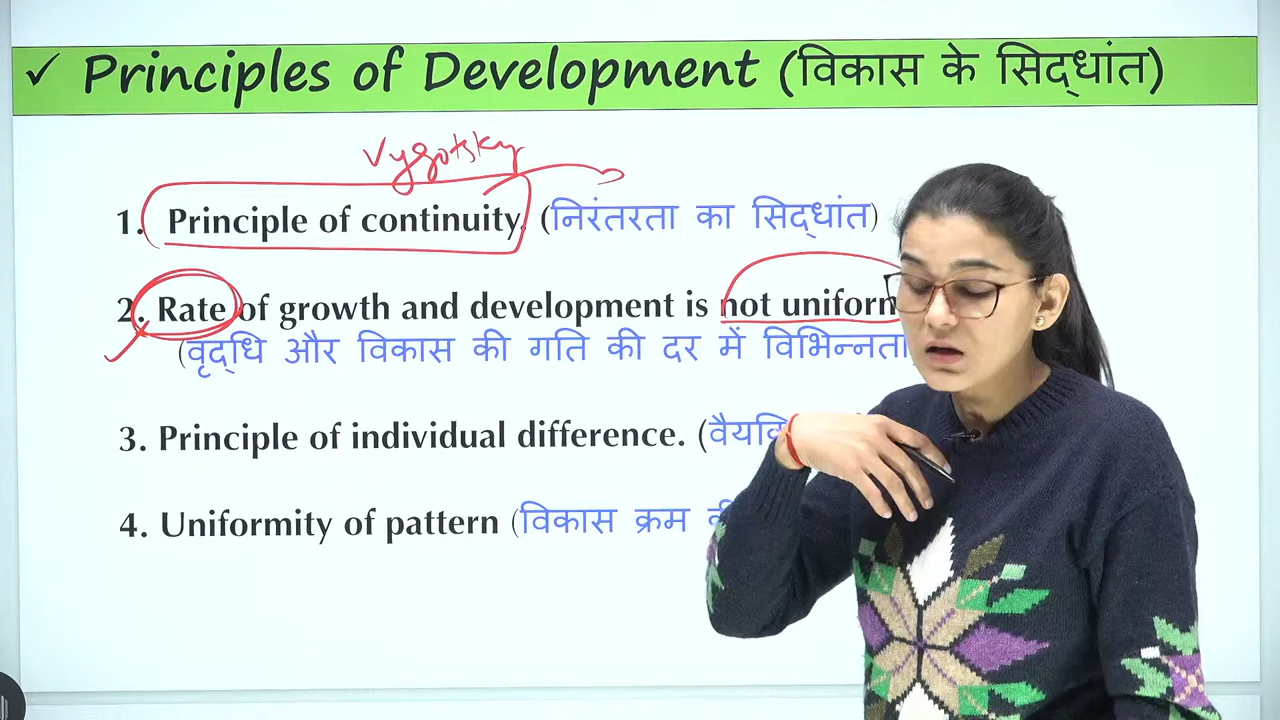 ✓ Principles of Development (विकास के सिद्धांत)
Vygotsky
1. Principle of continuity. (निरंतरता का सिद्धांत)
2. Rate of growth and development is not uniform
(वृद्धि और विकास की गति की दर में विभिन्नता
3. Principle of individual difference. (
4. Uniformity of pattern (विकास क्रम